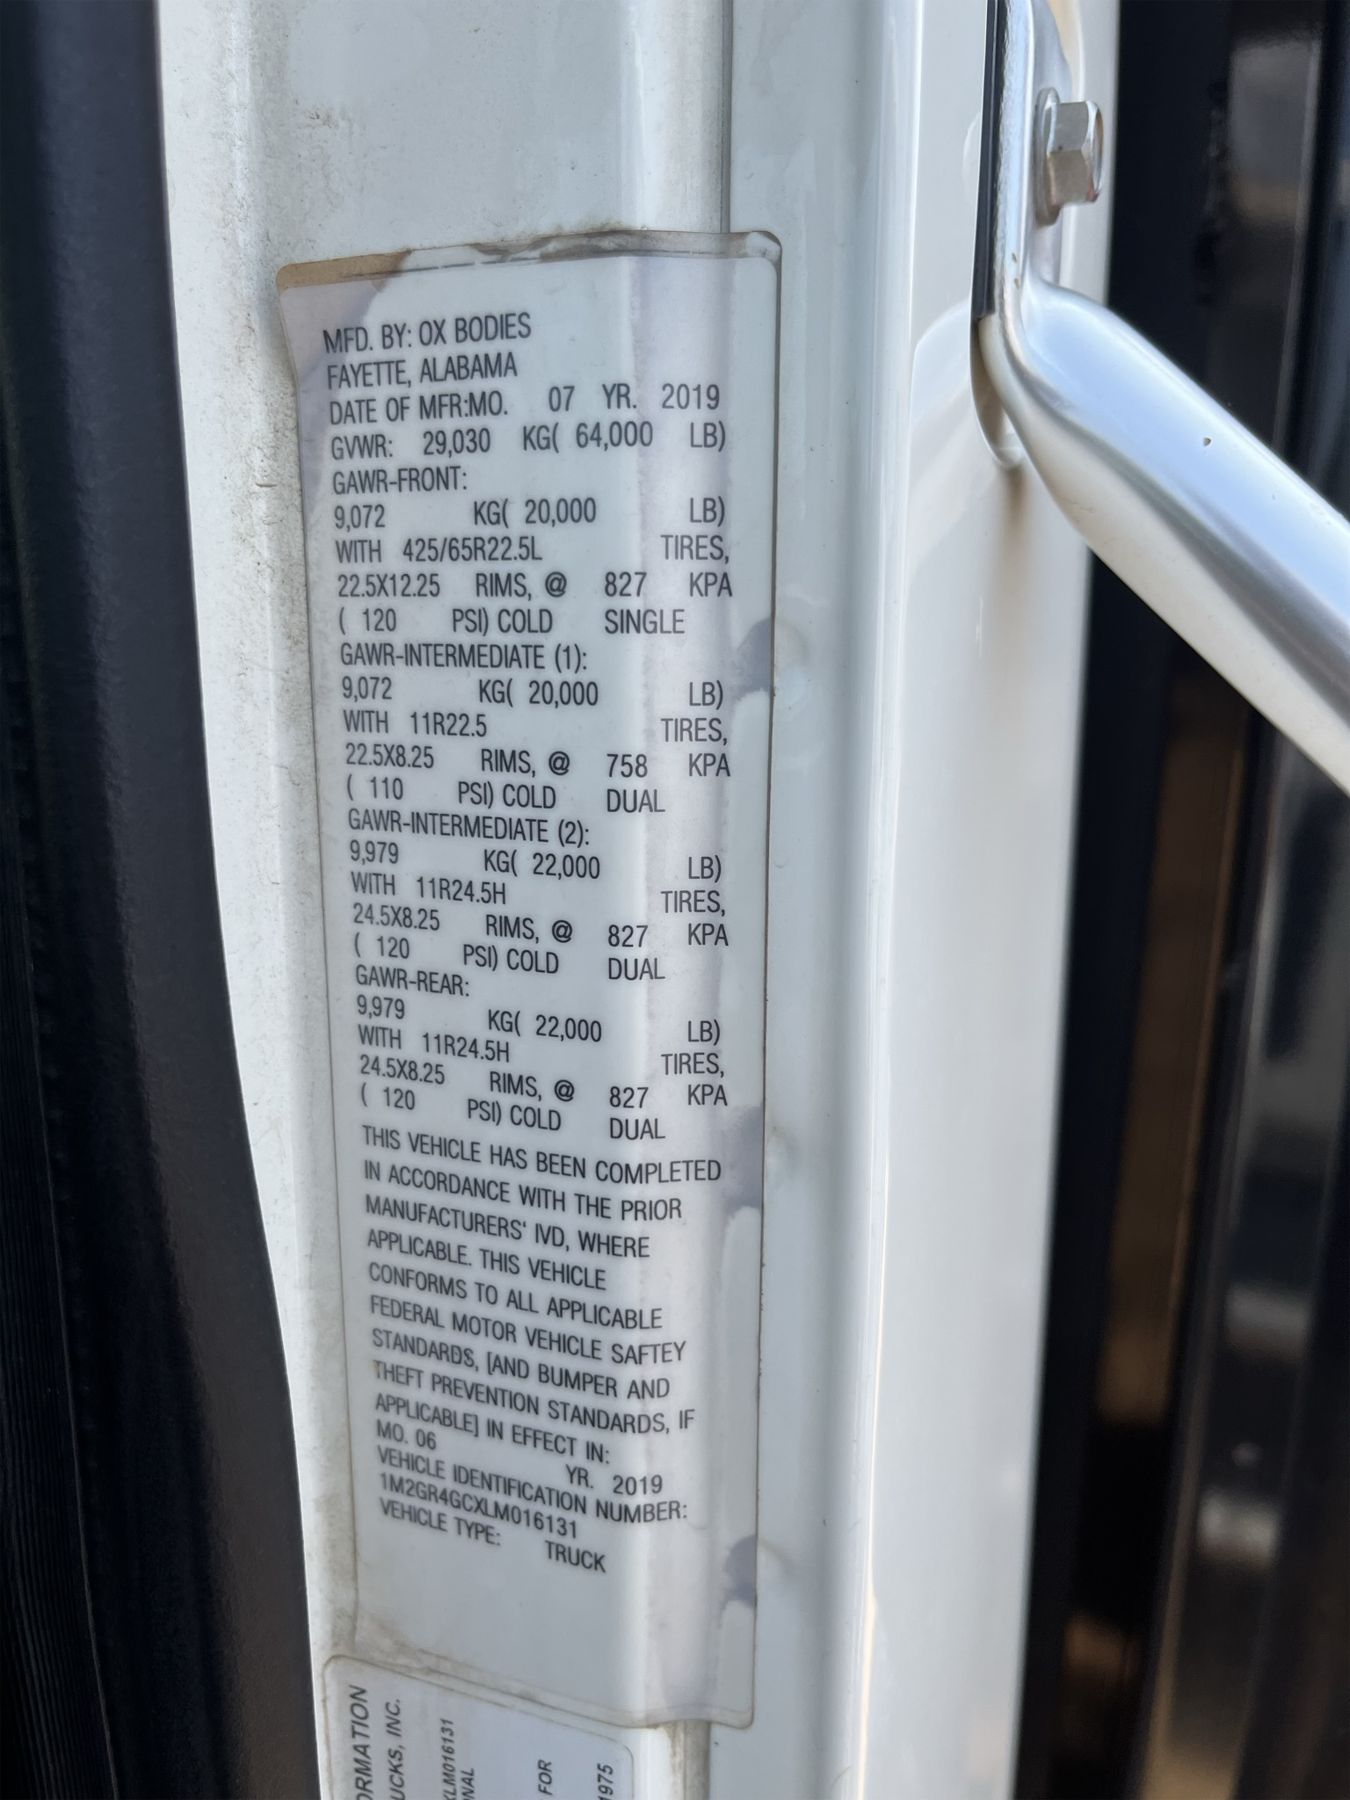 MFD. BY: OX BODIES
FAYETTE, ALABAMA
DATE OF MFR:MO. 07 YR. 2019
GVWR: 29,030 KG( 64,000 LB)
GAWR-FRONT:
9,072 KG( 20,000 LB)
WITH 425/65R22.5L TIRES,
22.5X12.25 RIMS, @ 827 KPA
( 120 PSI) COLD SINGLE
GAWR-INTERMEDIATE (1):
9,072 KG( 20,000 LB)
WITH 11R22.5 TIRES,
22.5X8.25 RIMS, @ 758 KPA
( 110 PSI) COLD DUAL
GAWR-INTERMEDIATE (2):
9,979 KG( 22,000 LB)
WITH 11R24.5H TIRES,
24.5X8.25 RIMS, @ 827 KPA
( 120 PSI) COLD DUAL
GAWR-REAR:
9,979 KG( 22,000 LB)
WITH 11R24.5H TIRES,
24.5X8.25 RIMS, @ 827 KPA
( 120 PSI) COLD DUAL
THIS VEHICLE HAS BEEN COMPLETED
IN ACCORDANCE WITH THE PRIOR
MANUFACTURERS' IVD, WHERE
APPLICABLE. THIS VEHICLE
CONFORMS TO ALL APPLICABLE
FEDERAL MOTOR VEHICLE SAFTEY
STANDARDS, [AND BUMPER AND
THEFT PREVENTION STANDARDS, IF
APPLICABLE] IN EFFECT IN:
MO. 06 YR. 2019
VEHICLE IDENTIFICATION NUMBER:
1M2GR4GCXLM016131
VEHICLE TYPE: TRUCK
ORMATION
UCKS, INC.
XLM016131
NAL
FOR
1975